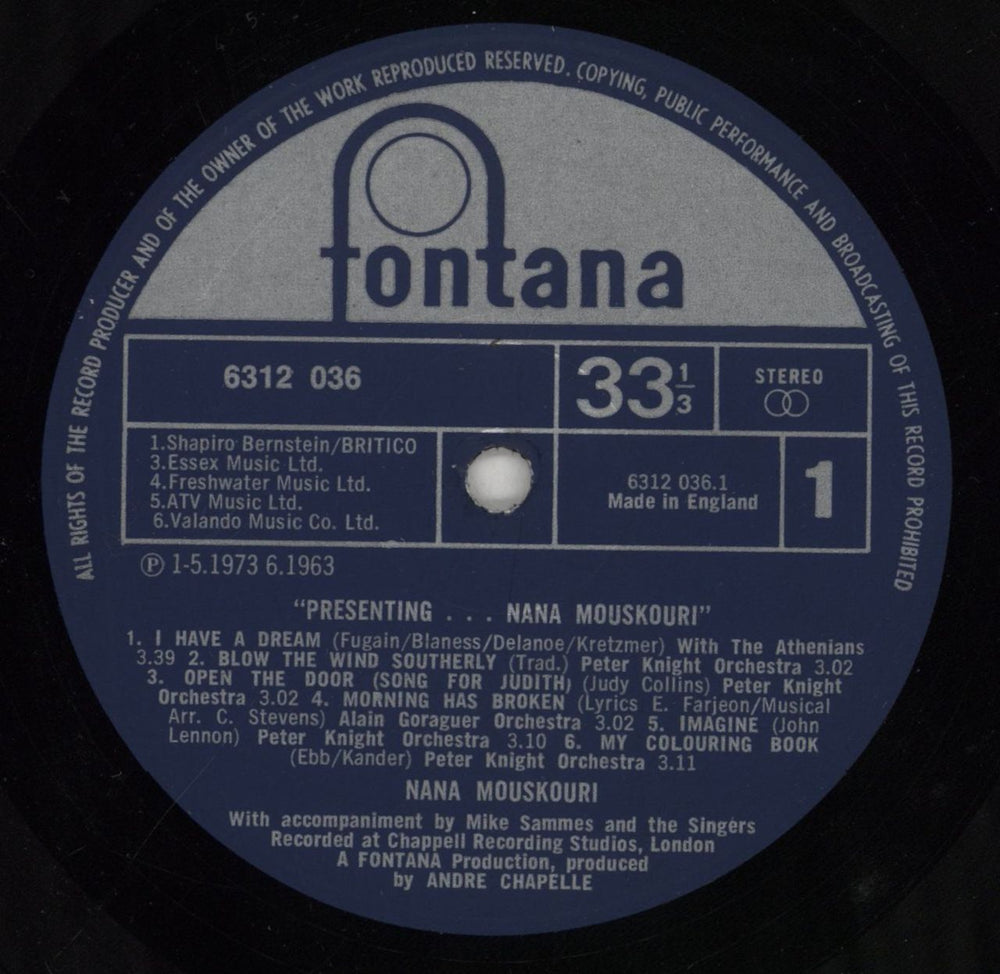 ALL RIGHTS OF THE RECORD PRODUCER AND OF THE OWNER OF THE WORK REPRODUCED RESERVED. COPYING, PUBLIC PERFORMANCE AND BROADCASTING OF THIS RECORD PROHIBITED
fontana
6312 036
33 1/3
STEREO
1.Shapiro Bernstein/BRITICO
3.Essex Music Ltd.
4.Freshwater Music Ltd.
5.ATV Music Ltd.
6.Valando Music Co. Ltd.
6312 036.1
Made in England
1
Ⓟ 1-5.1973 6.1963
“PRESENTING . . . NANA MOUSKOURI”
1. I HAVE A DREAM (Fugain/Blaness/Delanoe/Kretzmer) With The Athenians
3.39 2. BLOW THE WIND SOUTHERLY (Trad.) Peter Knight Orchestra 3.02
3. OPEN THE DOOR (SONG FOR JUDITH) (Judy Collins) Peter Knight
Orchestra 3.02 4. MORNING HAS BROKEN (Lyrics E. Farjeon/Musical
Arr. C. Stevens) Alain Goraguer Orchestra 3.02 5. IMAGINE (John
Lennon) Peter Knight Orchestra 3.10 6. MY COLOURING BOOK
(Ebb/Kander) Peter Knight Orchestra 3.11
NANA MOUSKOURI
With accompaniment by Mike Sammes and the Singers
Recorded at Chappell Recording Studios, London
A FONTANA Production, produced
by ANDRE CHAPELLE